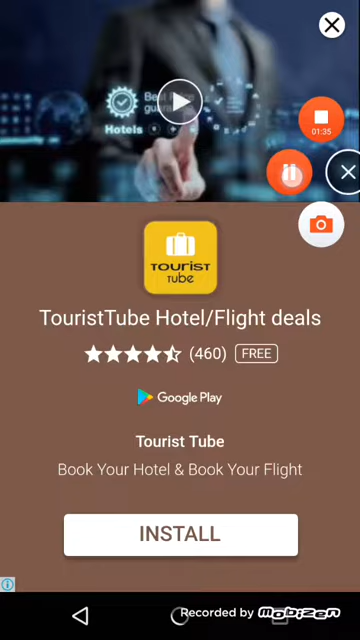 Hotels
01:35
TOURIST
TUBE
TouristTube Hotel/Flight deals
(460) FREE
Google Play
Tourist Tube
Book Your Hotel & Book Your Flight
INSTALL
Recorded by mobizen